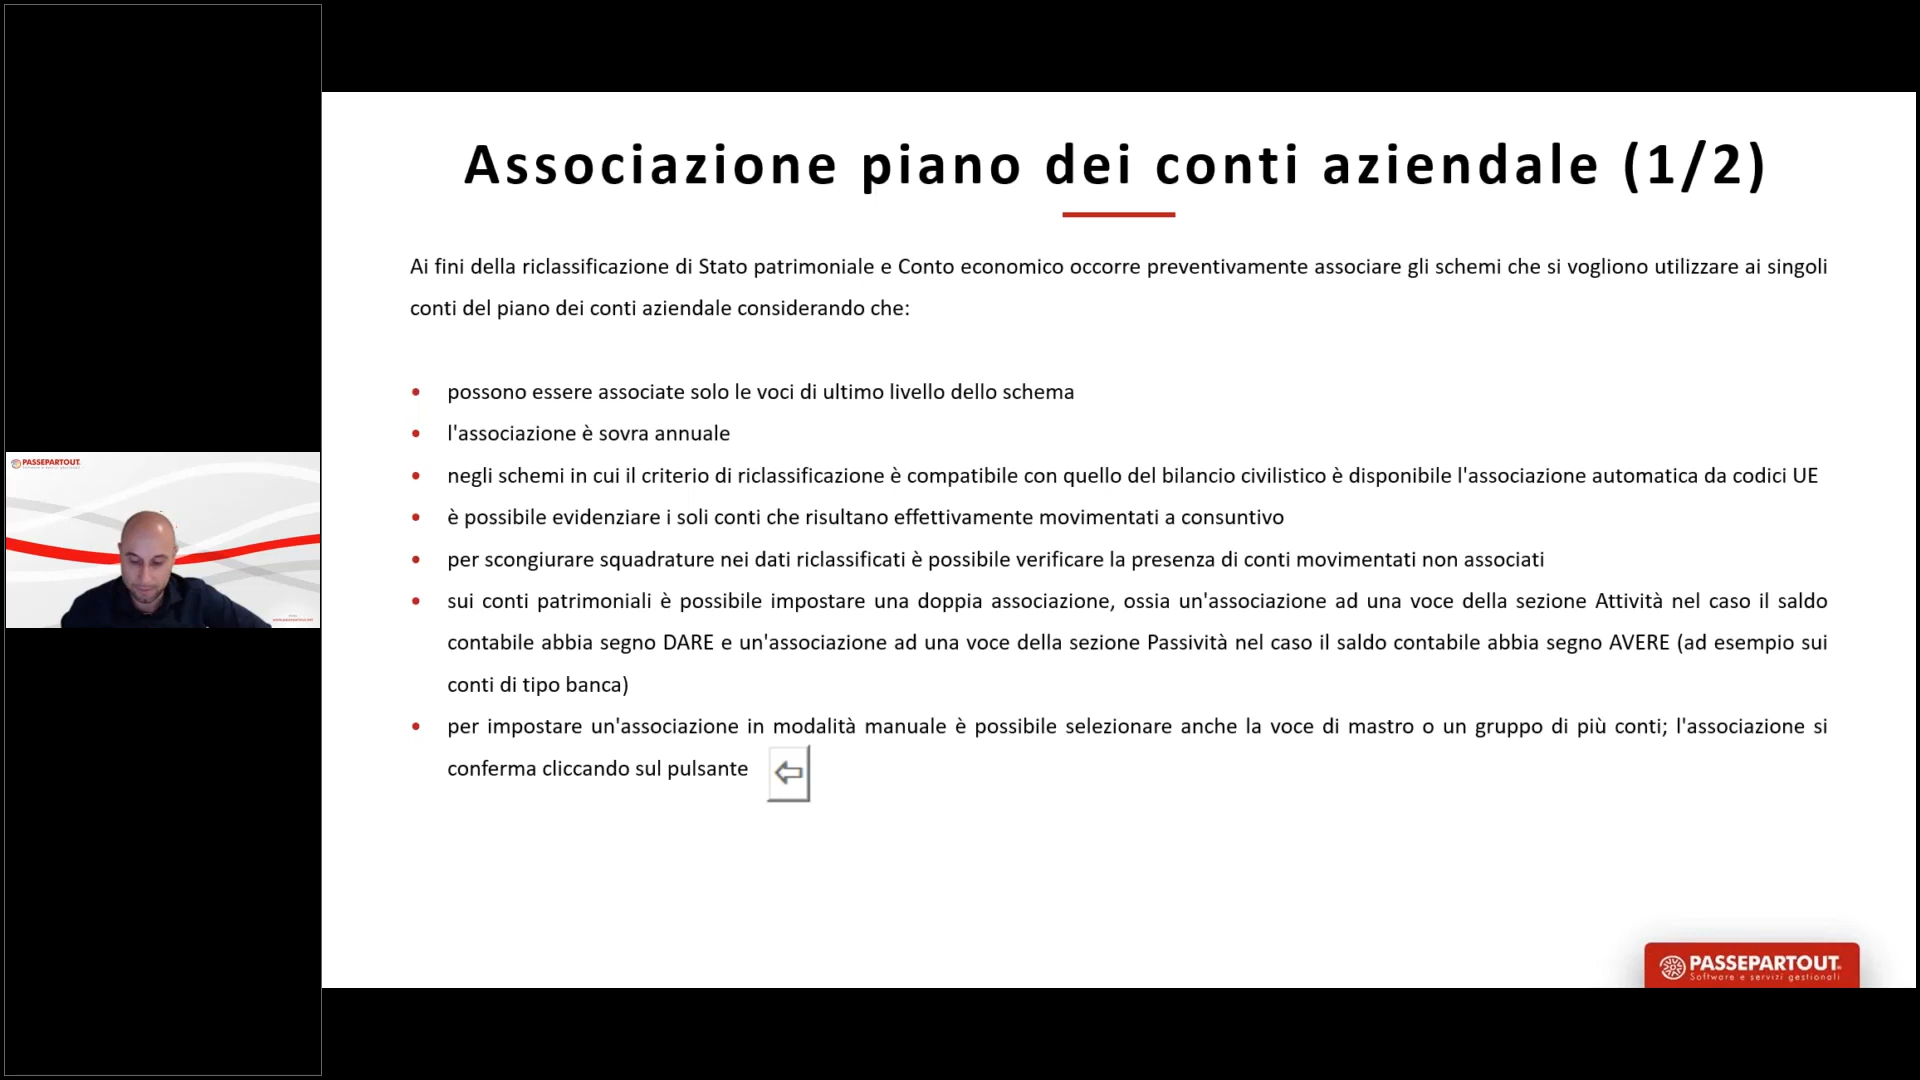 Associazione piano dei conti aziendale (1/2)
Ai fini della riclassificazione di Stato patrimoniale e Conto economico occorre preventivamente associare gli schemi che si vogliono utilizzare ai singoli
conti del piano dei conti aziendale considerando che:
• possono essere associate solo le voci di ultimo livello dello schema
• l'associazione è sovra annuale
• negli schemi in cui il criterio di riclassificazione è compatibile con quello del bilancio civilistico è disponibile l'associazione automatica da codici UE
• è possibile evidenziare i soli conti che risultano effettivamente movimentati a consuntivo
• per scongiurare squadrature nei dati riclassificati è possibile verificare la presenza di conti movimentati non associati
• sui conti patrimoniali è possibile impostare una doppia associazione, ossia un'associazione ad una voce della sezione Attività nel caso il saldo
contabile abbia segno DARE e un'associazione ad una voce della sezione Passività nel caso il saldo contabile abbia segno AVERE (ad esempio sui
conti di tipo banca)
• per impostare un'associazione in modalità manuale è possibile selezionare anche la voce di mastro o un gruppo di più conti; l'associazione si
conferma cliccando sul pulsante
PASSEPARTOUT
Software e servizi gestionali
PASSEPARTOUT